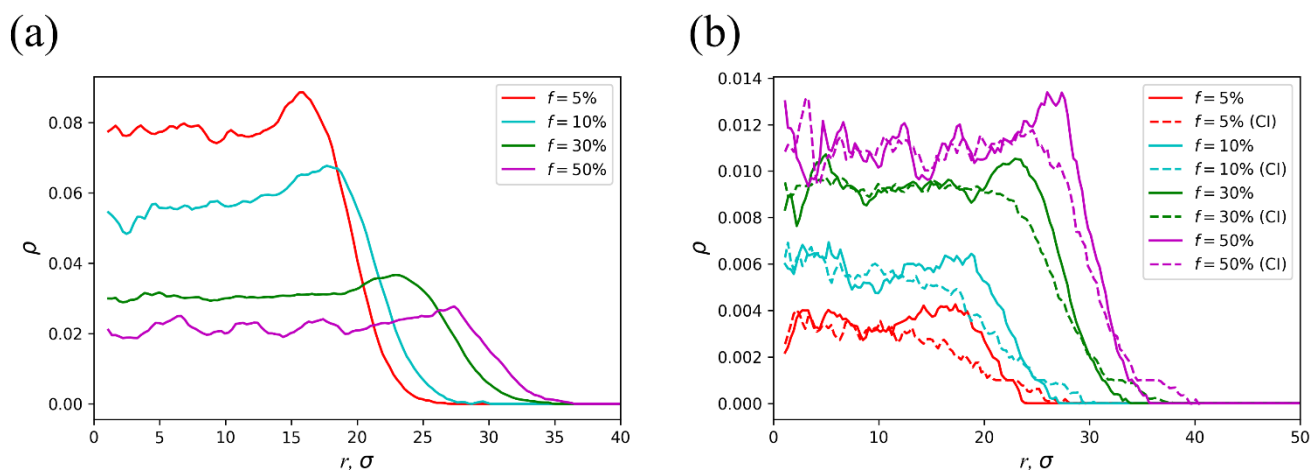 (a)
0.08
0.06
0.04
0.02
0.00
ρ
0 5 10 15 20 25 30 35 40
r, σ
f = 5%
f = 10%
f = 30%
f = 50%
(b)
0.014
0.012
0.010
0.008
0.006
0.004
0.002
0.000
ρ
0 10 20 30 40 50
r, σ
f = 5%
f = 5% (CI)
f = 10%
f = 10% (CI)
f = 30%
f = 30% (CI)
f = 50%
f = 50% (CI)